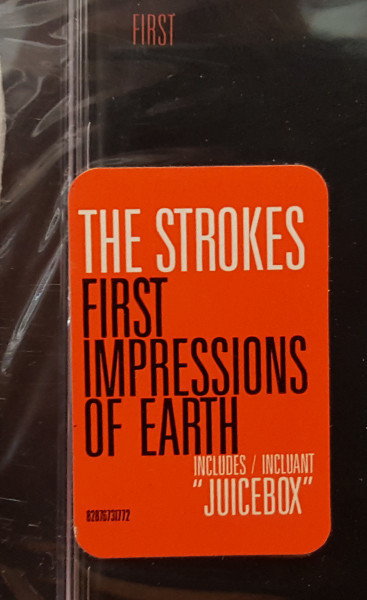 FIRST
THE STROKES
FIRST
IMPRESSIONS
OF EARTH
INCLUDES / INCLUANT
"JUICEBOX"
82876731772